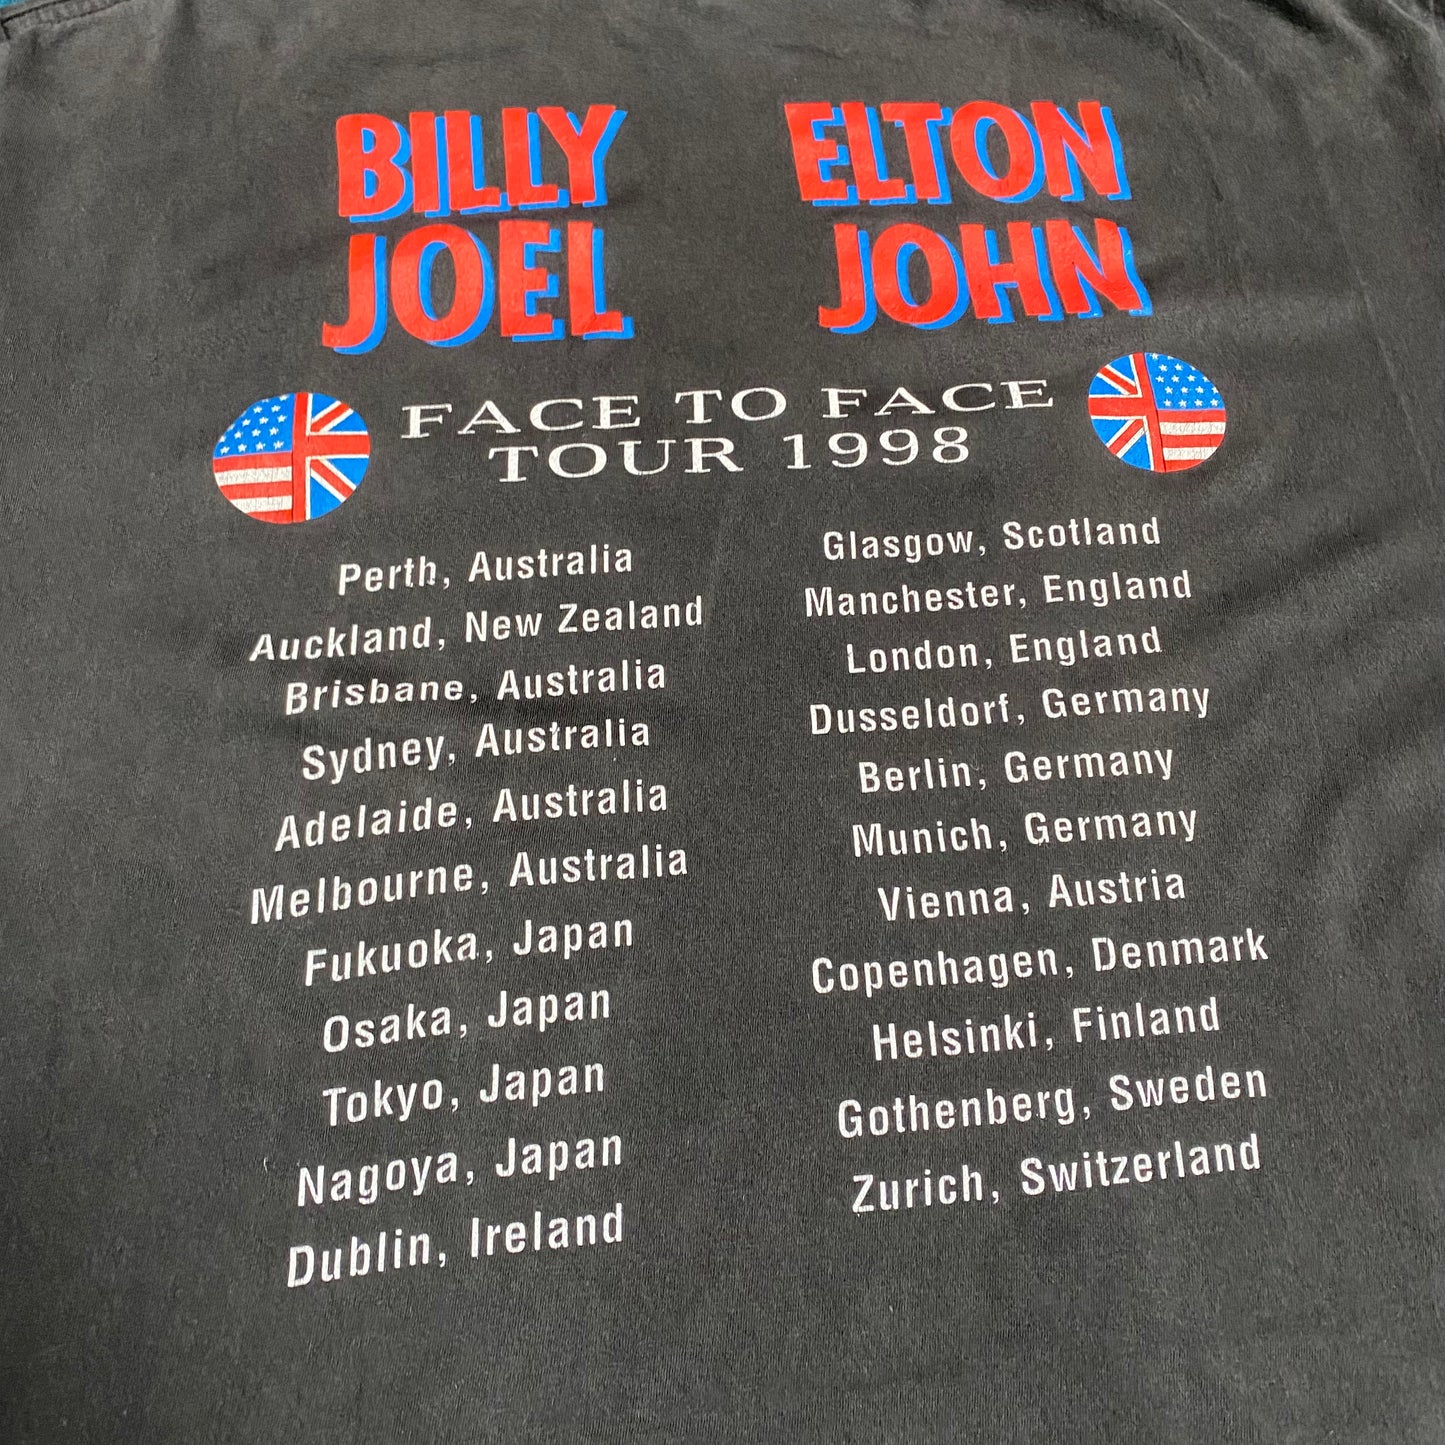 BILLY
JOEL
ELTON
JOHN
FACE TO FACE
TOUR 1998
Perth, Australia
Auckland, New Zealand
Brisbane, Australia
Sydney, Australia
Adelaide, Australia
Melbourne, Australia
Fukuoka, Japan
Osaka, Japan
Tokyo, Japan
Nagoya, Japan
Dublin, Ireland
Glasgow, Scotland
Manchester, England
London, England
Dusseldorf, Germany
Berlin, Germany
Munich, Germany
Vienna, Austria
Copenhagen, Denmark
Helsinki, Finland
Gothenberg, Sweden
Zurich, Switzerland